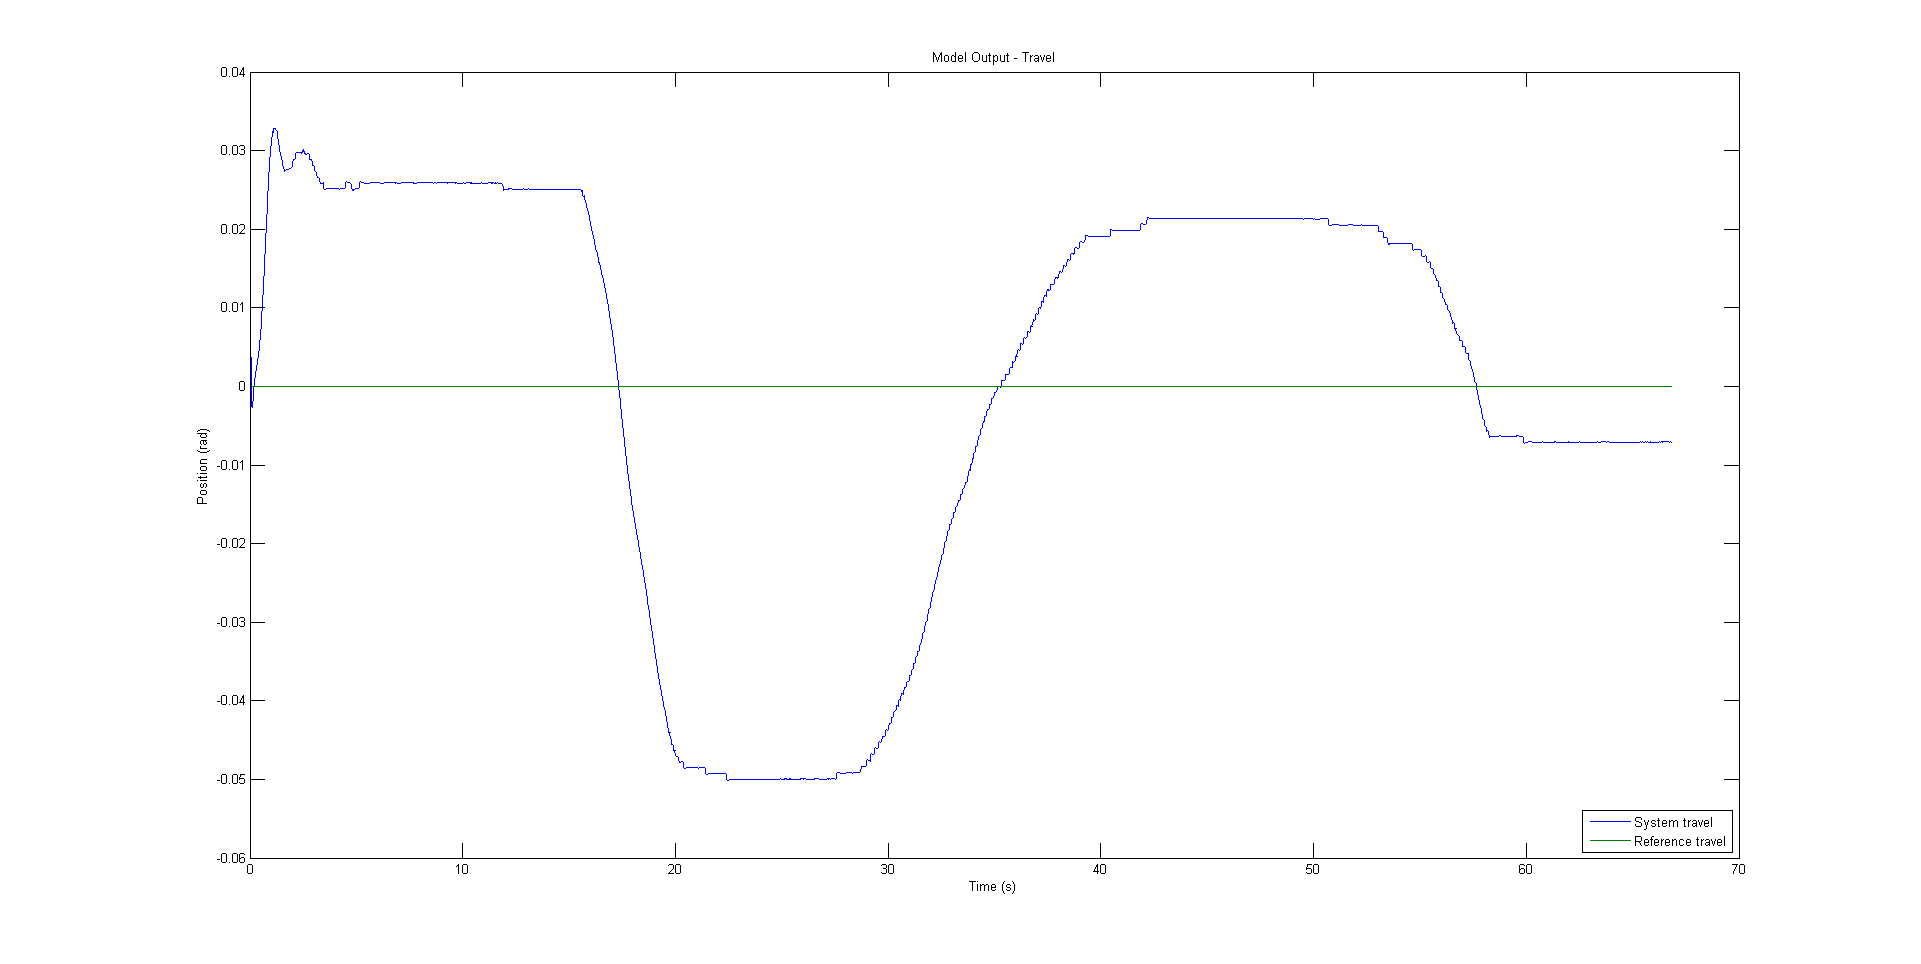 Model Output - Travel
0.04
0.03
0.02
0.01
0
-0.01
-0.02
-0.03
-0.04
-0.05
-0.06
Position (rad)
System travel
Reference travel
0 10 20 30 40 50 60 70
Time (s)